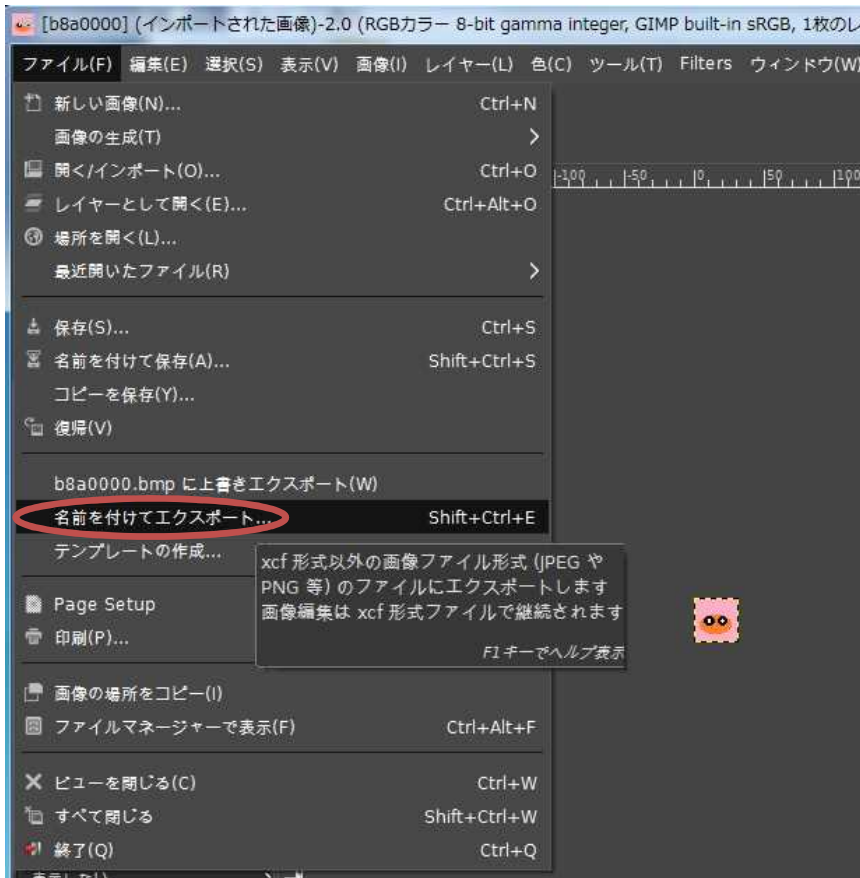 [b8a0000] (インポートされた画像)-2.0 (RGBカラー 8-bit gamma integer, GIMP built-in sRGB, 1枚のレ
ファイル(F) 編集(E) 選択(S) 表示(V) 画像(I) レイヤー(L) 色(C) ツール(T) Filters ウィンドウ(W)
新しい画像(N)... Ctrl+N
画像の生成(T)
開く/インポート(O)... Ctrl+O
-100 -50 0 50 100
レイヤーとして開く(E)... Ctrl+Alt+O
場所を開く(L)...
最近開いたファイル(R)
保存(S)... Ctrl+S
名前を付けて保存(A)... Shift+Ctrl+S
コピーを保存(Y)...
復帰(V)
b8a0000.bmp に上書きエクスポート(W)
名前を付けてエクスポート... Shift+Ctrl+E
テンプレートの作成...
xcf 形式以外の画像ファイル形式 (JPEG や
PNG 等) のファイルにエクスポートします
画像編集は xcf 形式ファイルで継続されます
F1 キーでヘルプ表示
Page Setup
印刷(P)...
画像の場所をコピー(I)
ファイルマネージャーで表示(F) Ctrl+Alt+F
ビューを閉じる(C) Ctrl+W
すべて閉じる Shift+Ctrl+W
終了(Q) Ctrl+Q